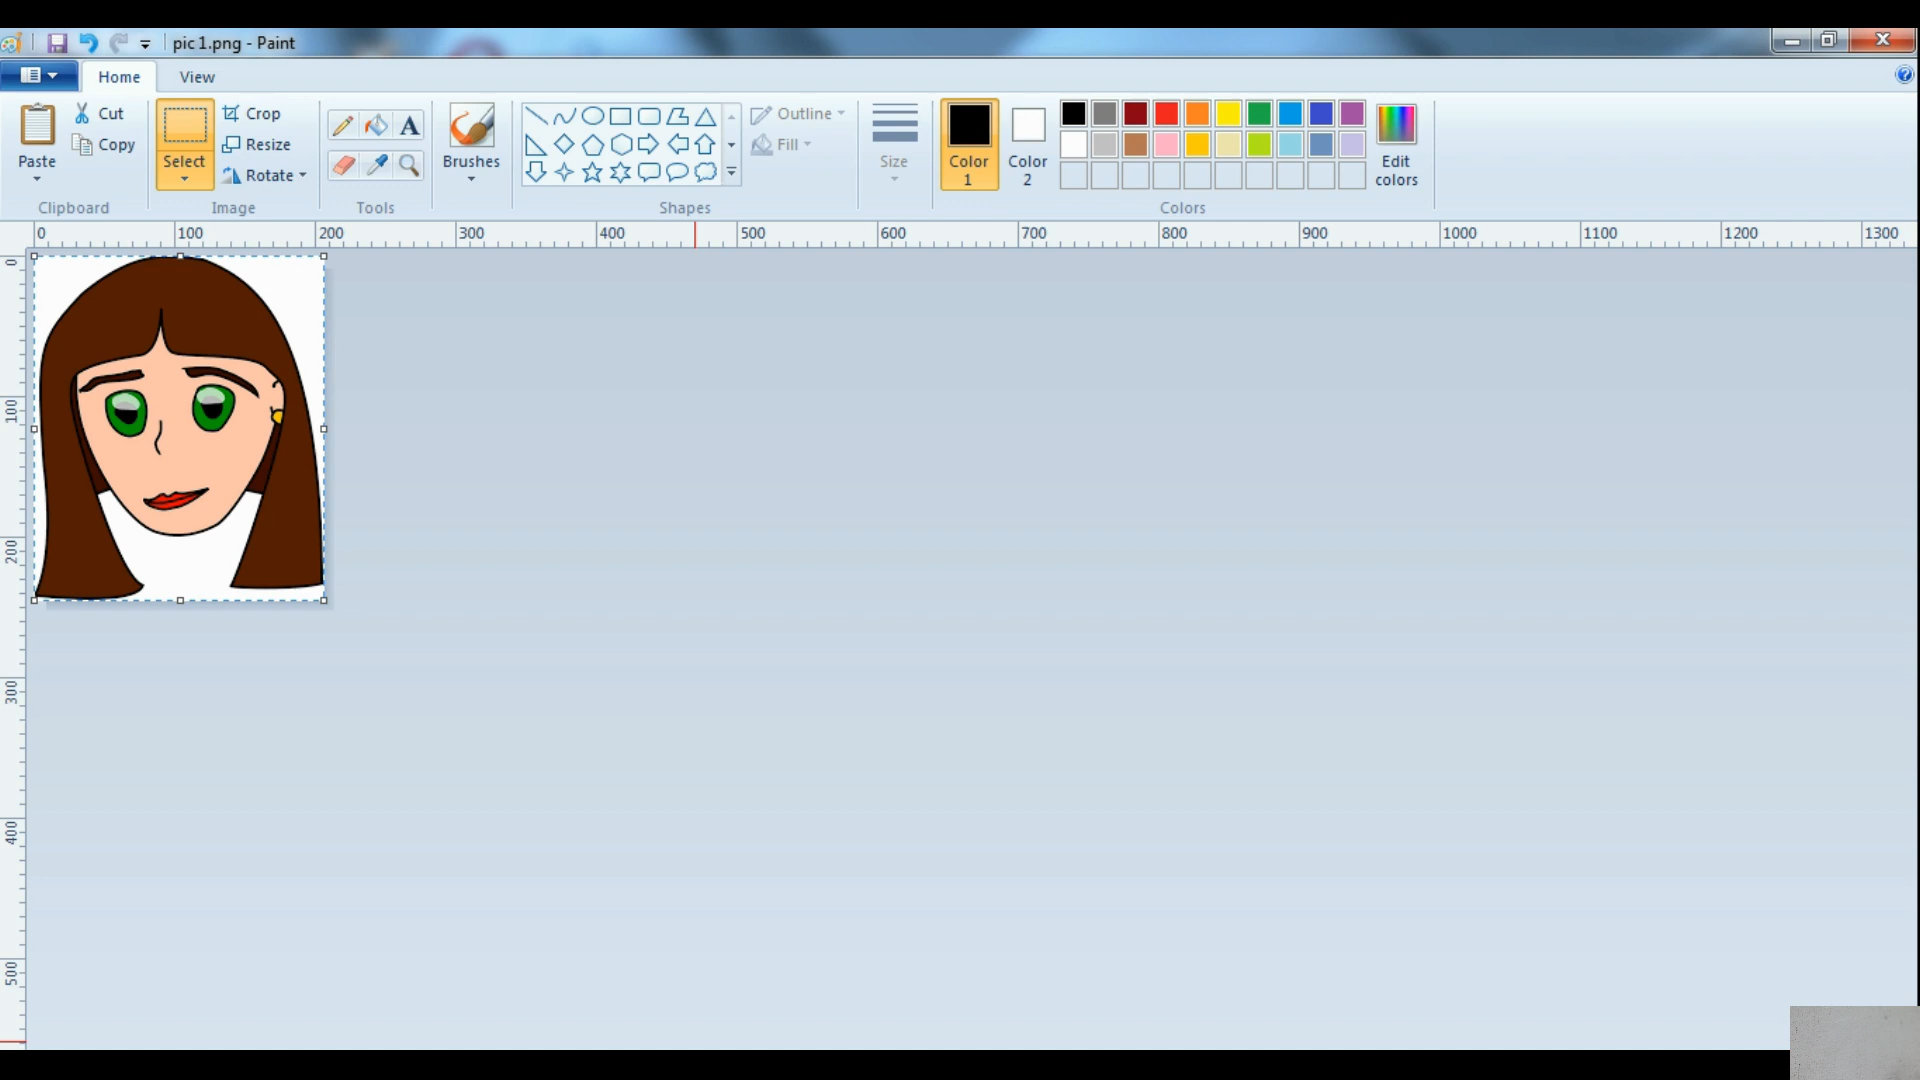 pic 1.png - Paint
Home View
Paste Cut Copy Select Crop Resize Rotate A Brushes Outline Fill Size Color 1 Color 2 Edit colors
Clipboard Image Tools Shapes Colors
0 100 200 300 400 500 600 700 800 900 1000 1100 1200 1300
0
100
200
300
400
500